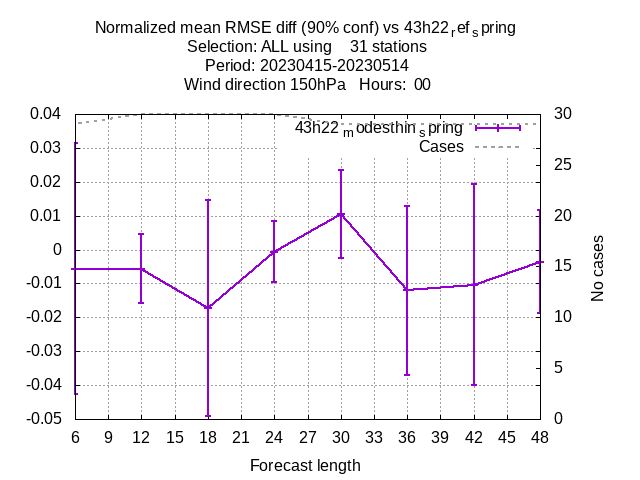 Normalized mean RMSE diff (90% conf) vs 43h22refspring
Selection: ALL using 31 stations
Period: 20230415-20230514
Wind direction 150hPa Hours: 00
0.04
0.03
0.02
0.01
0
-0.01
-0.02
-0.03
-0.04
-0.05
30
25
20
15
10
5
0
43h22modesthinspring
Cases
No cases
6 9 12 15 18 21 24 27 30 33 36 39 42 45 48
Forecast length